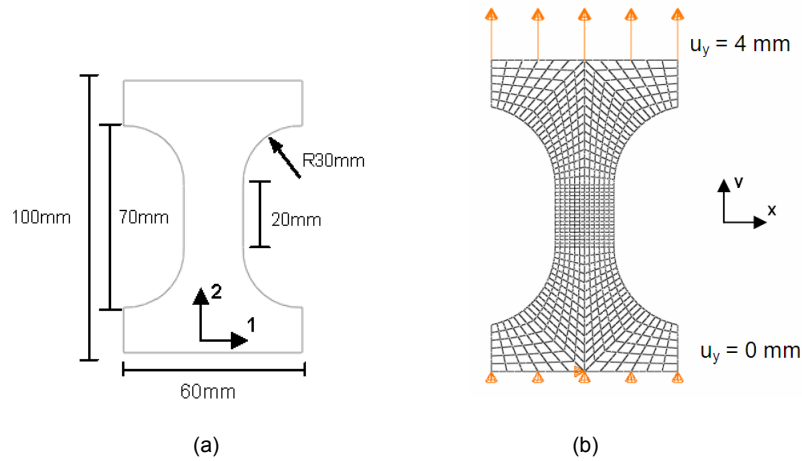 R30mm
100mm
70mm
20mm
2
1
60mm
(a)
uy = 4 mm
y
x
uy = 0 mm
(b)